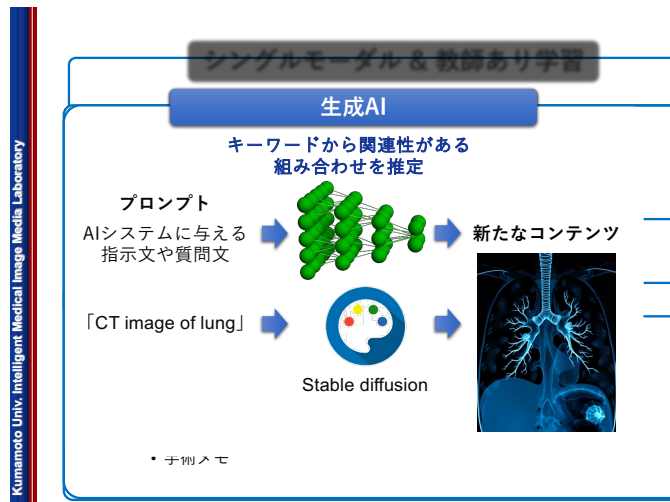 シングルモーダル & 教師あり学習
生成AI
キーワードから関連性がある
組み合わせを推定
プロンプト
AIシステムに与える
指示文や質問文
新たなコンテンツ
「CT image of lung」
Stable diffusion
• 手術メモ
Kumamoto Univ. Intelligent Medical Image Media Laboratory